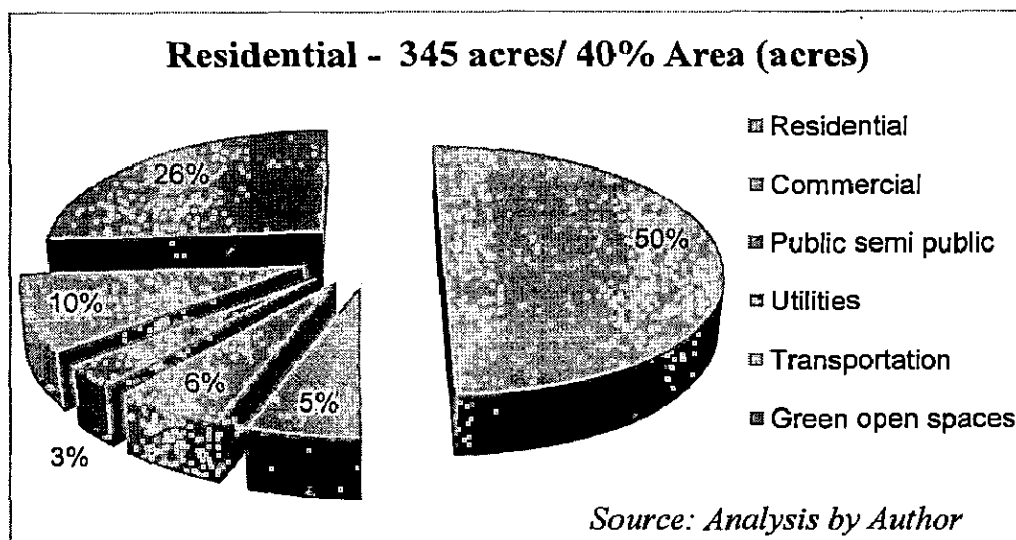 Residential - 345 acres/ 40% Area (acres)
26%
50%
10%
6%
5%
3%
Residential
Commercial
Public semi public
Utilities
Transportation
Green open spaces
Source: Analysis by Author